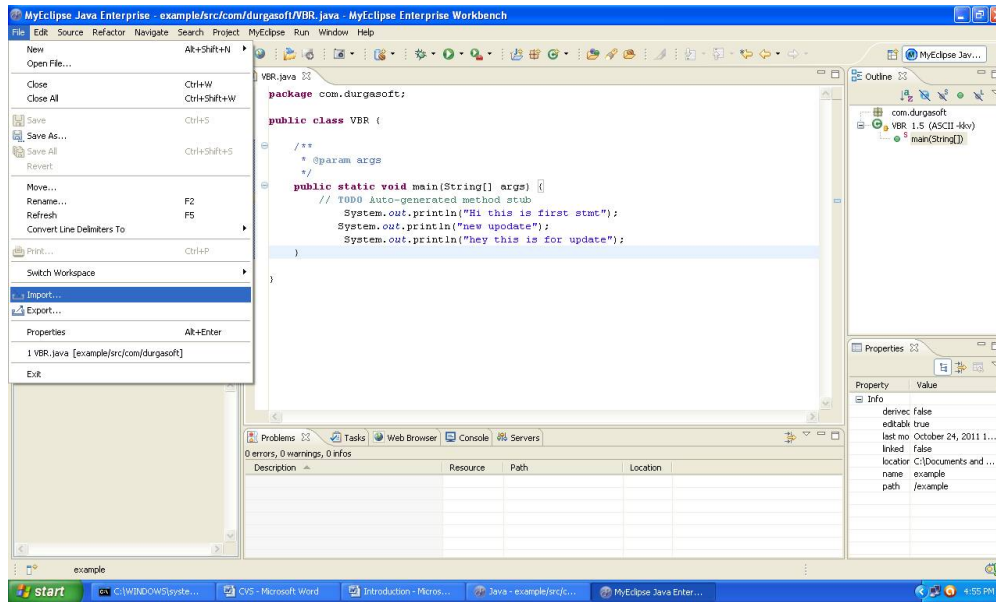 MyEclipse Java Enterprise - example/src/com/durgasoft/VBR.java - MyEclipse Enterprise Workbench
File Edit Source Refactor Navigate Search Project MyEclipse Run Window Help
New Alt+Shift+N
Open File...
Close Ctrl+W
Close All Ctrl+Shift+W
Save Ctrl+S
Save As...
Save All Ctrl+Shift+S
Revert
Move...
Rename... F2
Refresh F5
Convert Line Delimiters To
Print... Ctrl+P
Switch Workspace
Import...
Export...
Properties Alt+Enter
1 VBR.java [example/src/com/durgasoft]
Exit
MyEclipse Jav...
VBR.java
package com.durgasoft;
public class VBR {
/**
* @param args
*/
public static void main(String[] args) {
// TODO Auto-generated method stub
System.out.println("Hi this is first stmt");
System.out.println("new upodate");
System.out.println("hey this is for update");
}
}
Outline
com.durgasoft
VBR 1.5 (ASCII -kkv)
main(String[])
Properties
Property Value
Info
derivec false
editabl true
last mo October 24, 2011 1...
linked false
locatior C:\Documents and ...
name example
path /example
Problems Tasks Web Browser Console Servers
0 errors, 0 warnings, 0 infos
Description Resource Path Location
example
start C:\WINDOWS\syste... CVS - Microsoft Word Introduction - Micros... Java - example/src/c... MyEclipse Java Enter... 4:55 PM